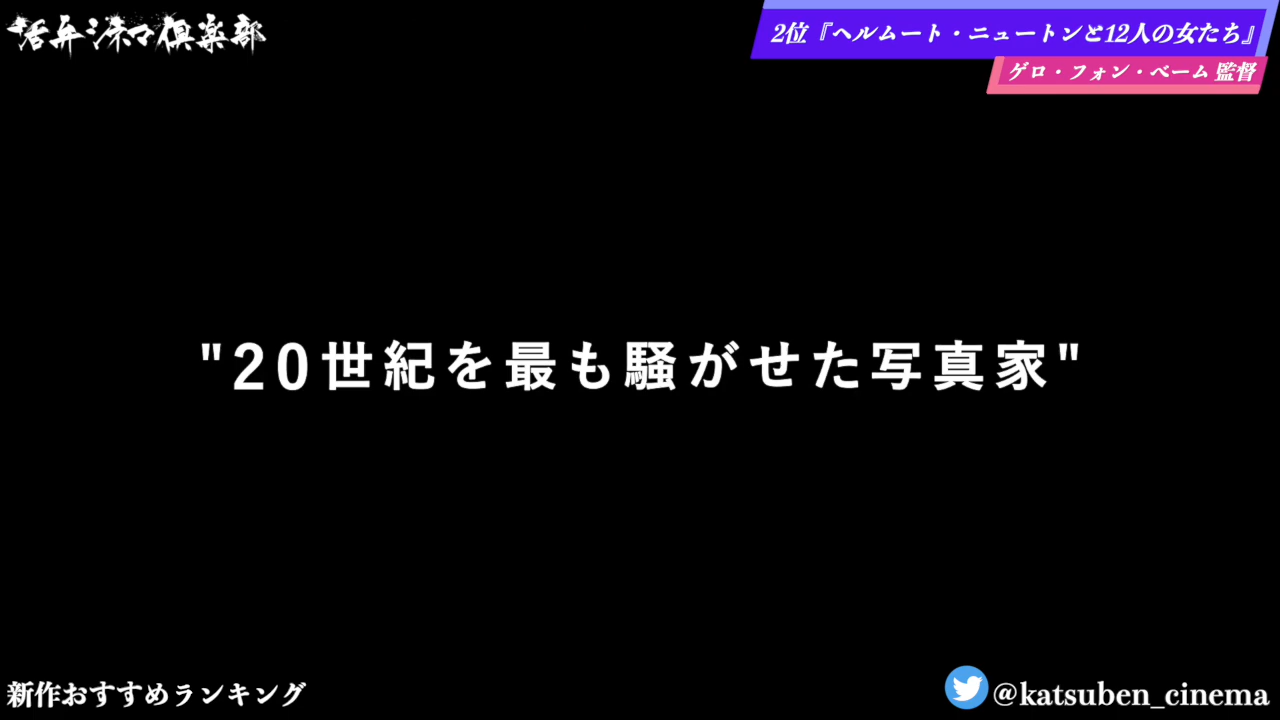 活弁シネマ倶楽部
2位『ヘルムート・ニュートンと12人の女たち』
ゲロ・フォン・ベーム 監督
"20世紀を最も騒がせた写真家"
新作おすすめランキング
@katsuben_cinema